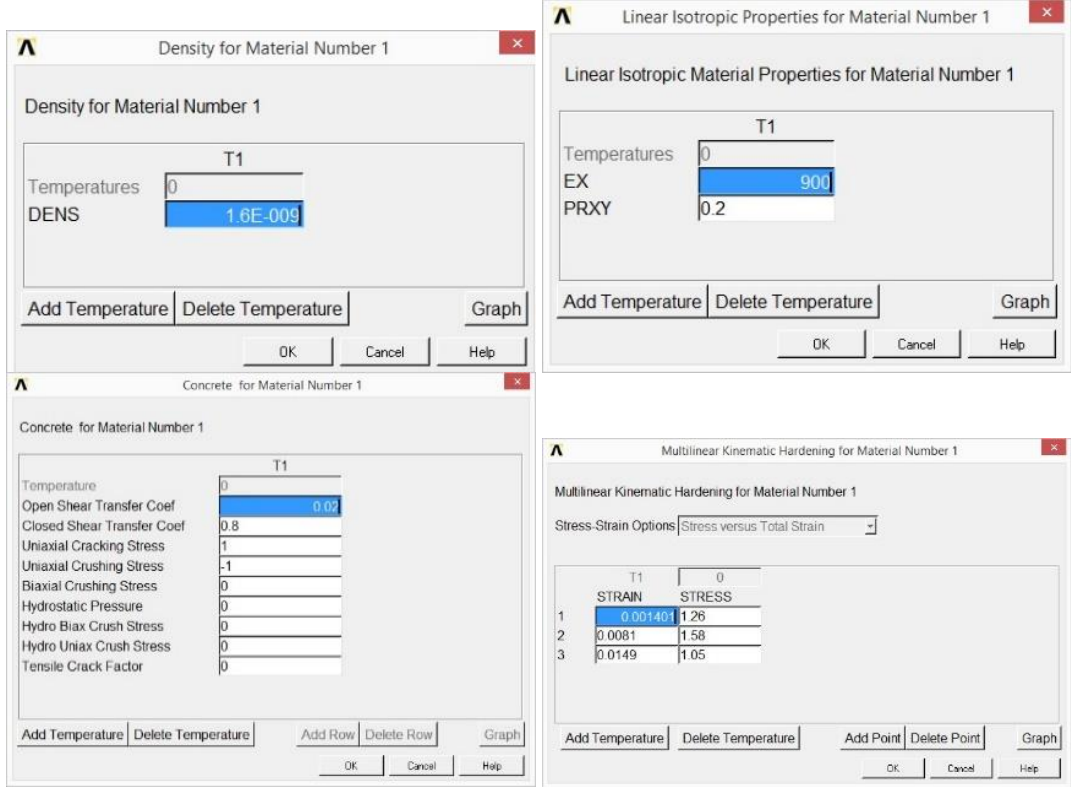 Density for Material Number 1
Density for Material Number 1
T1
Temperatures 0
DENS 1.6E-009
Add Temperature Delete Temperature Graph
OK Cancel Help
Linear Isotropic Properties for Material Number 1
Linear Isotropic Material Properties for Material Number 1
T1
Temperatures 0
EX 900
PRXY 0.2
Add Temperature Delete Temperature Graph
OK Cancel Help
Concrete for Material Number 1
Concrete for Material Number 1
T1
Temperature 0
Open Shear Transfer Coef 0.02
Closed Shear Transfer Coef 0.8
Uniaxial Cracking Stress 1
Uniaxial Crushing Stress -1
Biaxial Crushing Stress 0
Hydrostatic Pressure 0
Hydro Biax Crush Stress 0
Hydro Uniax Crush Stress 0
Tensile Crack Factor 0
Add Temperature Delete Temperature Add Row Delete Row Graph
OK Cancel Help
Multilinear Kinematic Hardening for Material Number 1
Multilinear Kinematic Hardening for Material Number 1
Stress-Strain Options Stress versus Total Strain
T1 0
STRAIN STRESS
1 0.001401 1.26
2 0.0081 1.58
3 0.0149 1.05
Add Temperature Delete Temperature Add Point Delete Point Graph
OK Cancel Help